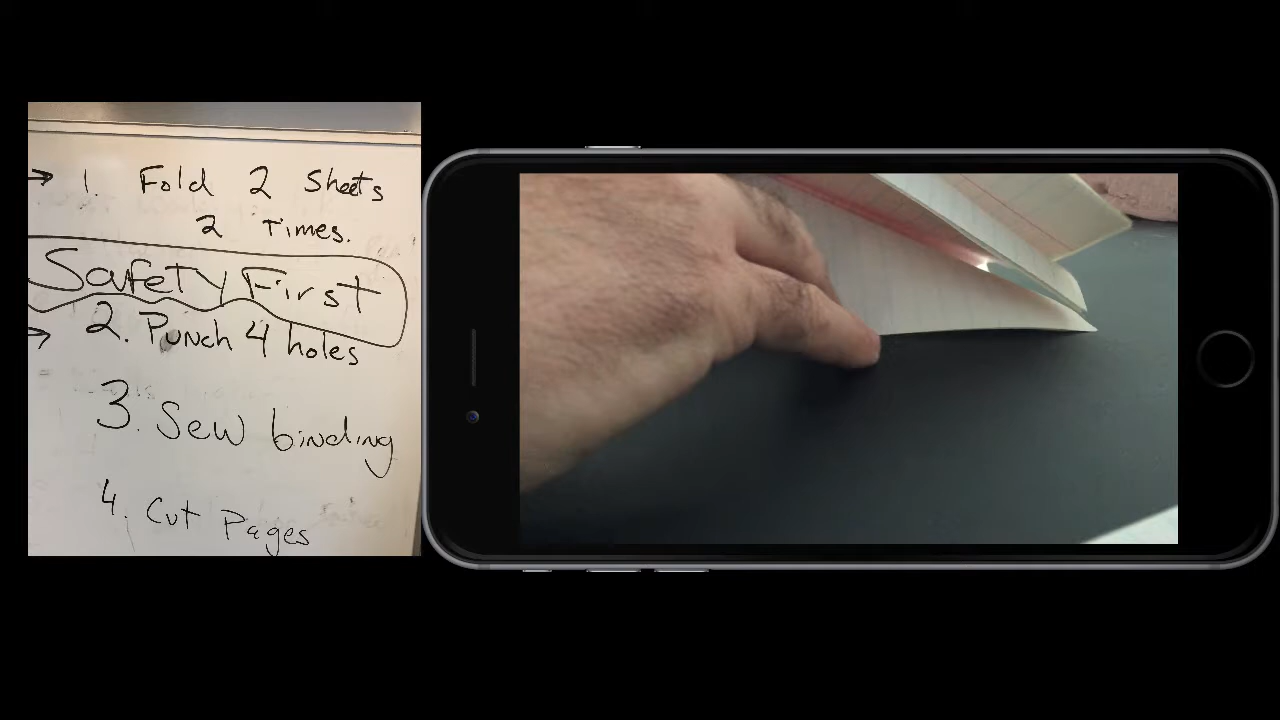 → 1. Fold 2 Sheets
2 Times.
Safety First
→ 2. Punch 4 holes
3. Sew binding
4. Cut Pages